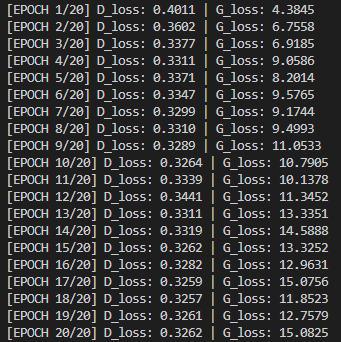 [EPOCH 1/20] D_loss: 0.4011 | G_loss: 4.3845
[EPOCH 2/20] D_loss: 0.3602 | G_loss: 6.7558
[EPOCH 3/20] D_loss: 0.3377 | G_loss: 6.9185
[EPOCH 4/20] D_loss: 0.3311 | G_loss: 9.0586
[EPOCH 5/20] D_loss: 0.3371 | G_loss: 8.2014
[EPOCH 6/20] D_loss: 0.3347 | G_loss: 9.5765
[EPOCH 7/20] D_loss: 0.3299 | G_loss: 9.1744
[EPOCH 8/20] D_loss: 0.3310 | G_loss: 9.4993
[EPOCH 9/20] D_loss: 0.3289 | G_loss: 11.0533
[EPOCH 10/20] D_loss: 0.3264 | G_loss: 10.7905
[EPOCH 11/20] D_loss: 0.3339 | G_loss: 10.1378
[EPOCH 12/20] D_loss: 0.3441 | G_loss: 11.3452
[EPOCH 13/20] D_loss: 0.3311 | G_loss: 13.3351
[EPOCH 14/20] D_loss: 0.3319 | G_loss: 14.5888
[EPOCH 15/20] D_loss: 0.3262 | G_loss: 13.3252
[EPOCH 16/20] D_loss: 0.3282 | G_loss: 12.9631
[EPOCH 17/20] D_loss: 0.3259 | G_loss: 15.0756
[EPOCH 18/20] D_loss: 0.3257 | G_loss: 11.8523
[EPOCH 19/20] D_loss: 0.3261 | G_loss: 12.7579
[EPOCH 20/20] D_loss: 0.3262 | G_loss: 15.0825